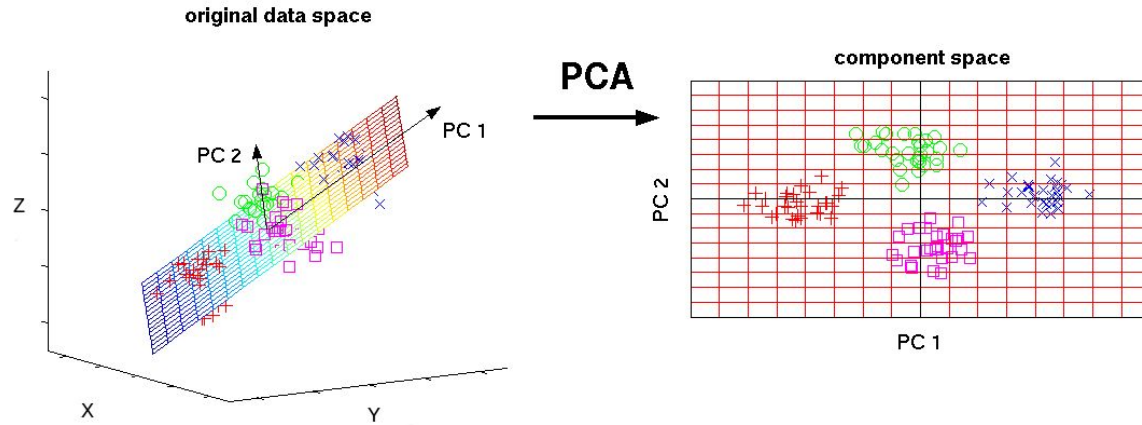 original data space
PCA
component space
PC 1
PC 2
Z
X
Y
PC 2
PC 1